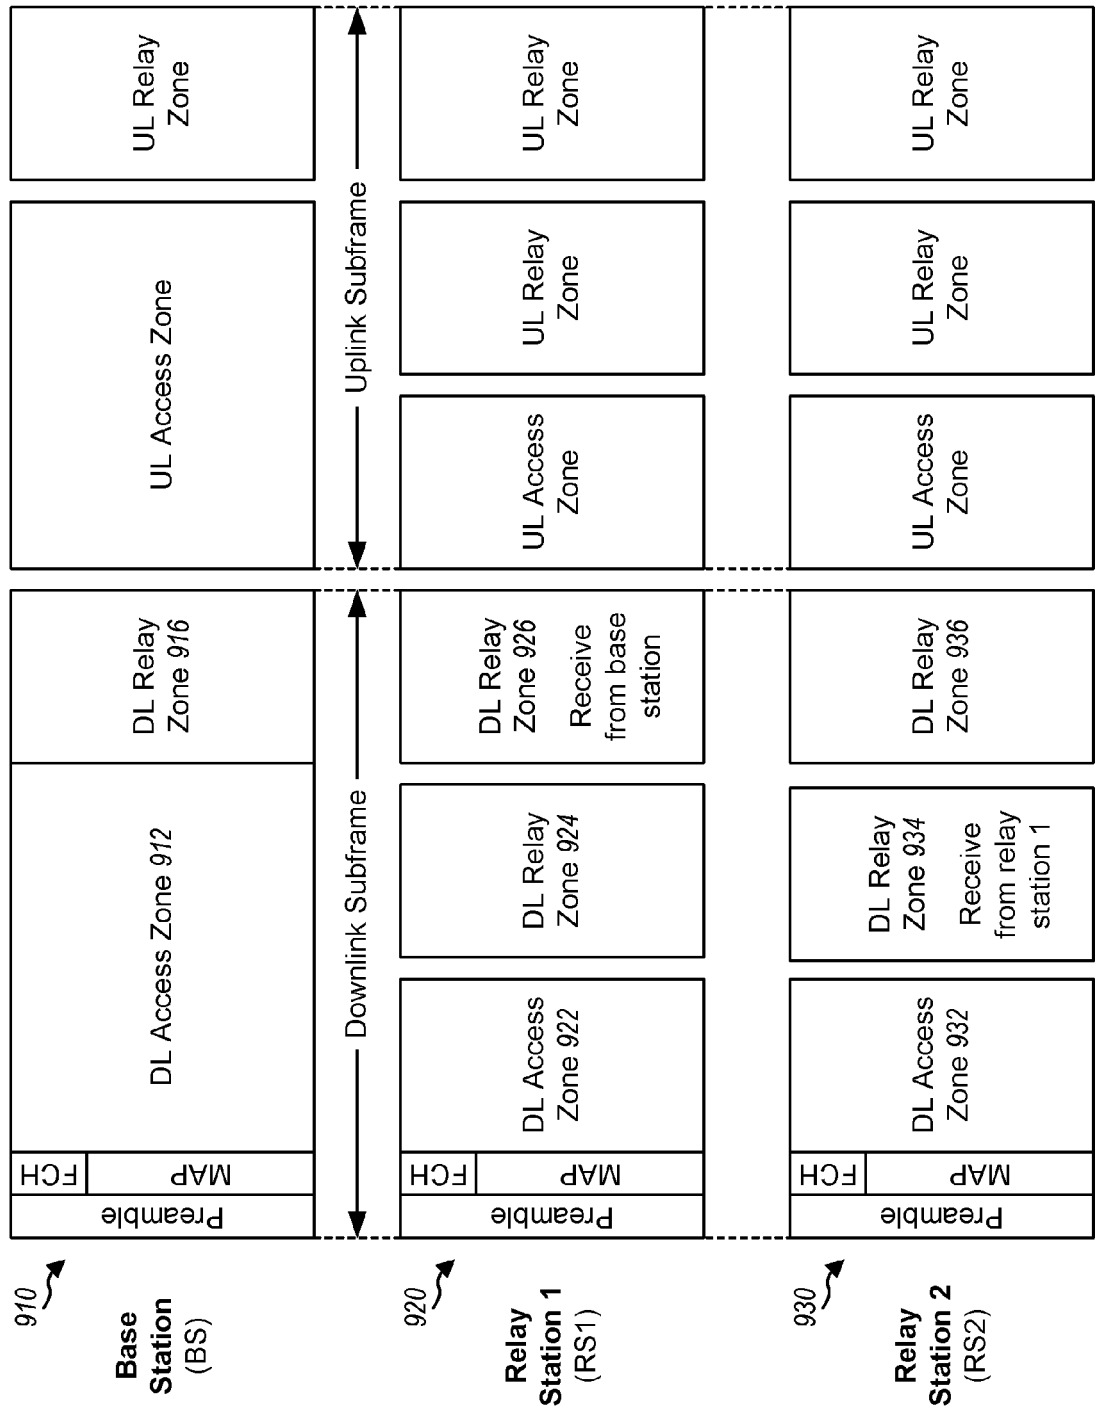 910
Base
Station
(BS)
Preamble
FCH
MAP
DL Access Zone 912
DL Relay
Zone 916
UL Access Zone
UL Relay
Zone
Downlink Subframe
Uplink Subframe
920
Relay
Station 1
(RS1)
Preamble
FCH
MAP
DL Access
Zone 922
DL Relay
Zone 924
DL Relay
Zone 926
Receive
from base
station
UL Access
Zone
UL Relay
Zone
UL Relay
Zone
930
Relay
Station 2
(RS2)
Preamble
FCH
MAP
DL Access
Zone 932
DL Relay
Zone 934
Receive
from relay
station 1
DL Relay
Zone 936
UL Access
Zone
UL Relay
Zone
UL Relay
Zone